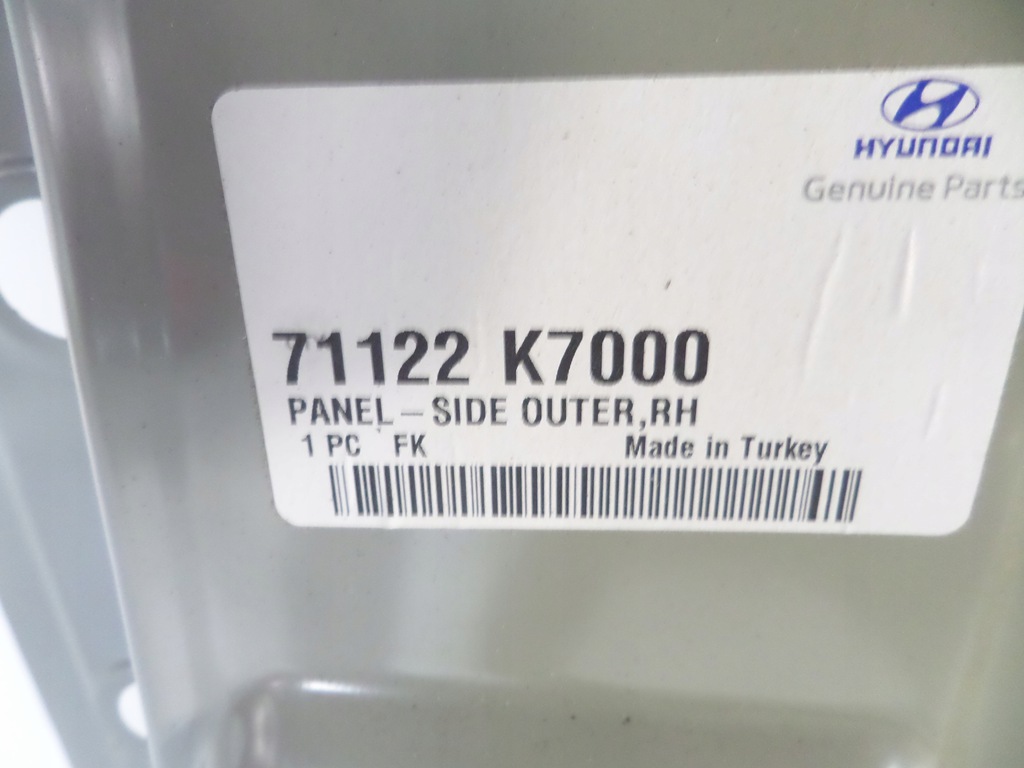 HYUNDAI
Genuine Parts
71122 K7000
PANEL-SIDE OUTER,RH
1 PC FK Made in Turkey